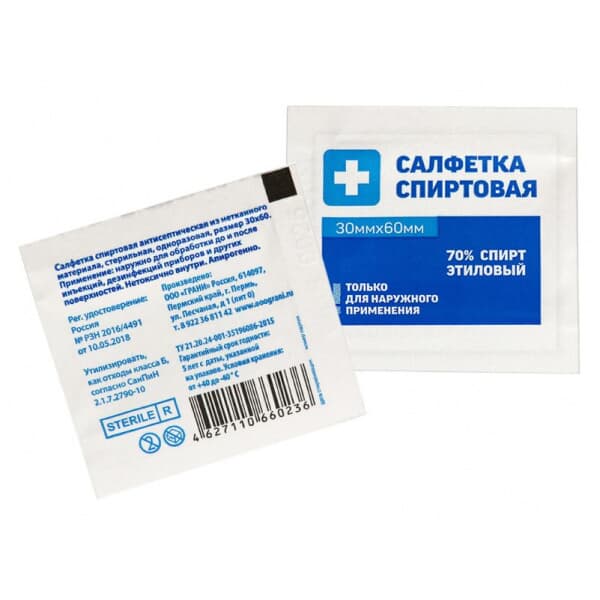 Салфетка спиртовая антисептическая из нетканого
материала, стерильная, одноразовая, размер 30x60.
Применение: наружно для обработки до и после
инъекций, дезинфекций приборов и других
поверхностей. Нетоксично внутри. Апирогенно.
Рег. удостоверение:
Россия
№ РЗН 2016/4491
от 10.05.2018
Утилизировать,
как отходы класса Б,
согласно СанПиН
2.1.7.2790-10
STERILE R
Произведено:
ООО «ГРАНИ» Россия, 614097,
Пермский край, г. Пермь,
ул. Песчаная, д 1 (лит 0)
т. 8 922 36 811 42 www.ooograni.ru
ТУ 21.20.24-001-35196086-2015
Гарантийный срок годности:
5 лет с даты, указанной
на упаковке. Условия хранения:
от +40 до -40° С
4 627110 660236
САЛФЕТКА
СПИРТОВАЯ
30ммх60мм
70% СПИРТ
ЭТИЛОВЫЙ
ТОЛЬКО
ДЛЯ НАРУЖНОГО
ПРИМЕНЕНИЯ